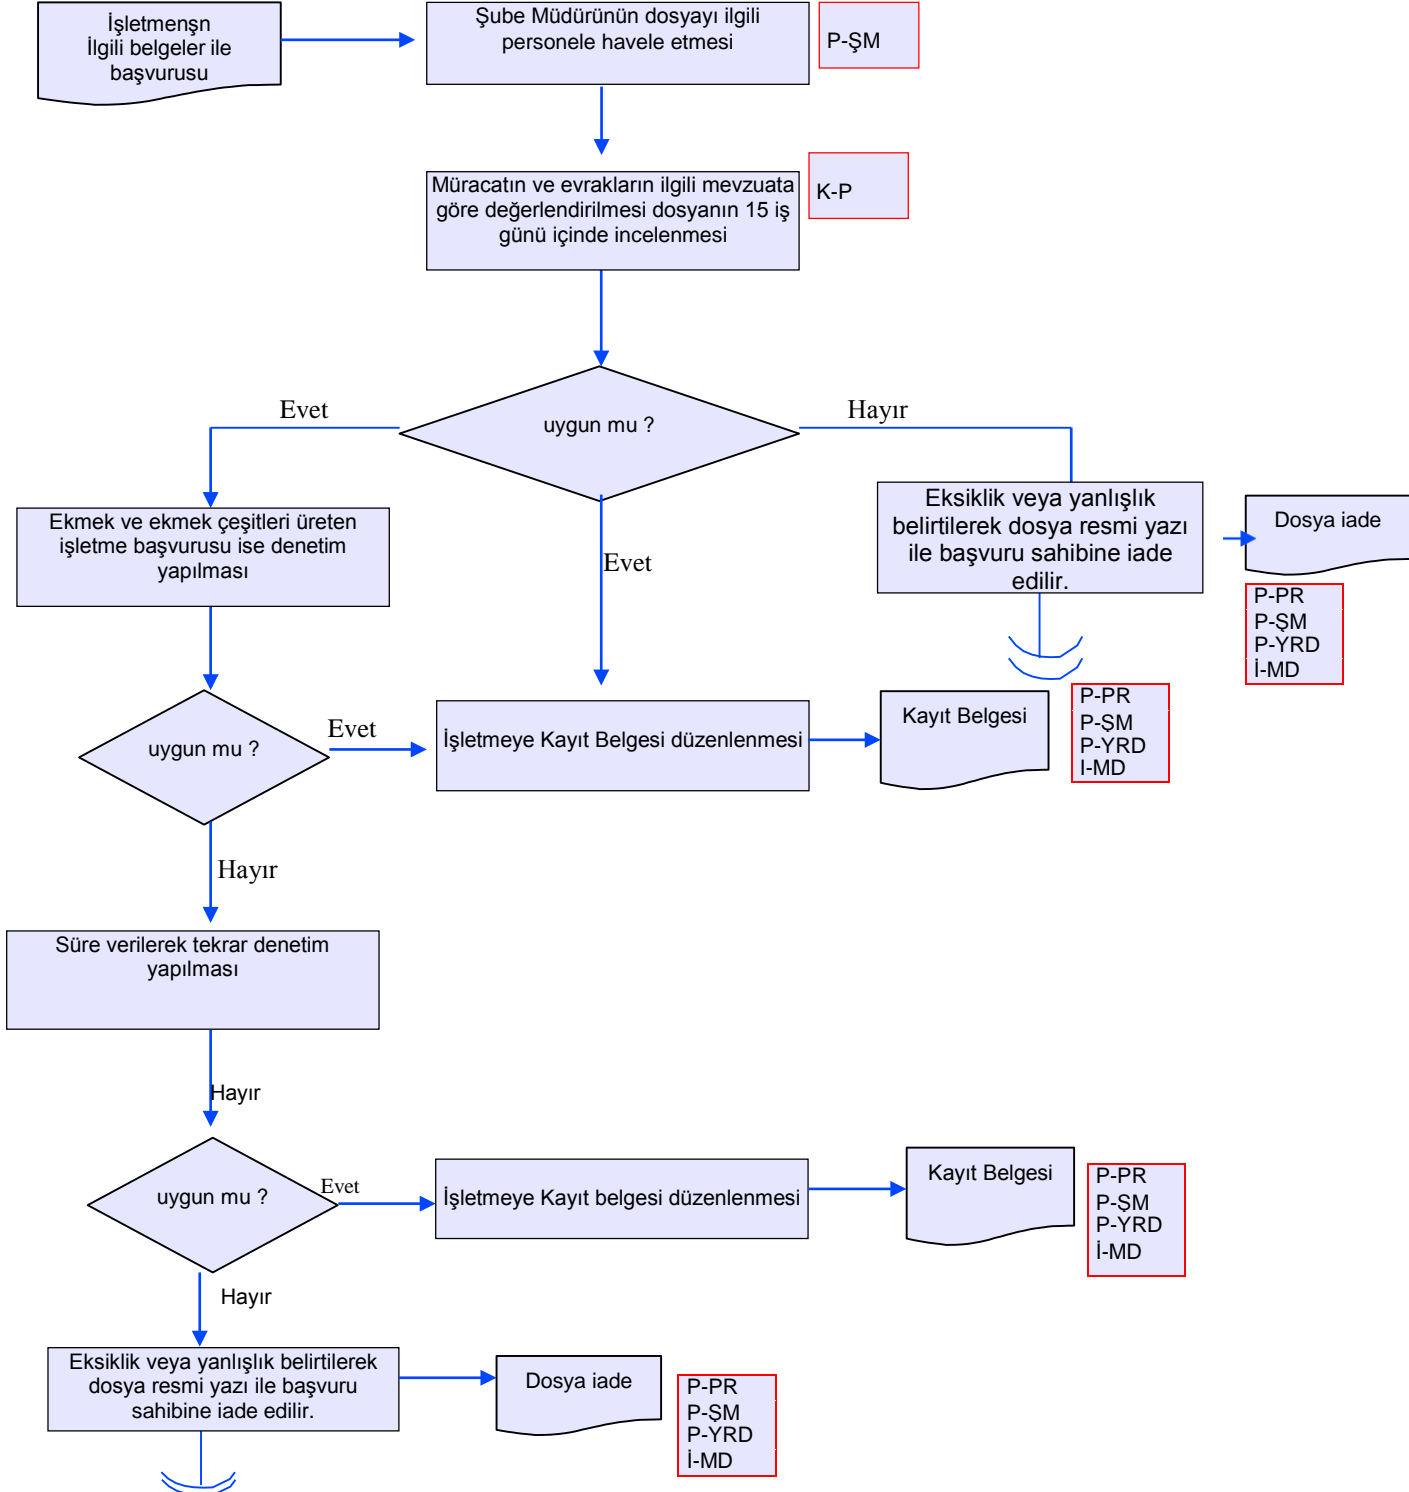 İşletmenşn
İlgili belgeler ile
başvurusu
Şube Müdürünün dosyayı ilgili
personele havele etmesi
P-ŞM
Müracatın ve evrakların ilgili mevzuata
göre değerlendirilmesi dosyanın 15 iş
günü içinde incelenmesi
K-P
uygun mu ?
Evet
Hayır
Evet
Ekmek ve ekmek çeşitleri üreten
işletme başvurusu ise denetim
yapılması
Eksiklik veya yanlışlık
belirtilerek dosya resmi yazı
ile başvuru sahibine iade
edilir.
Dosya iade
P-PR
P-ŞM
P-YRD
İ-MD
uygun mu ?
Evet
İşletmeye Kayıt Belgesi düzenlenmesi
Kayıt Belgesi
P-PR
P-ŞM
P-YRD
I-MD
Hayır
Süre verilerek tekrar denetim
yapılması
Hayır
uygun mu ?
Evet
İşletmeye Kayıt belgesi düzenlenmesi
Kayıt Belgesi
P-PR
P-ŞM
P-YRD
İ-MD
Hayır
Eksiklik veya yanlışlık belirtilerek
dosya resmi yazı ile başvuru
sahibine iade edilir.
Dosya iade
P-PR
P-ŞM
P-YRD
İ-MD